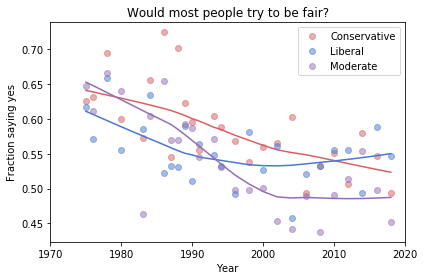 Would most people try to be fair?
Conservative
Liberal
Moderate
Fraction saying yes
0.70
0.65
0.60
0.55
0.50
0.45
1970
1980
1990
2000
2010
2020
Year